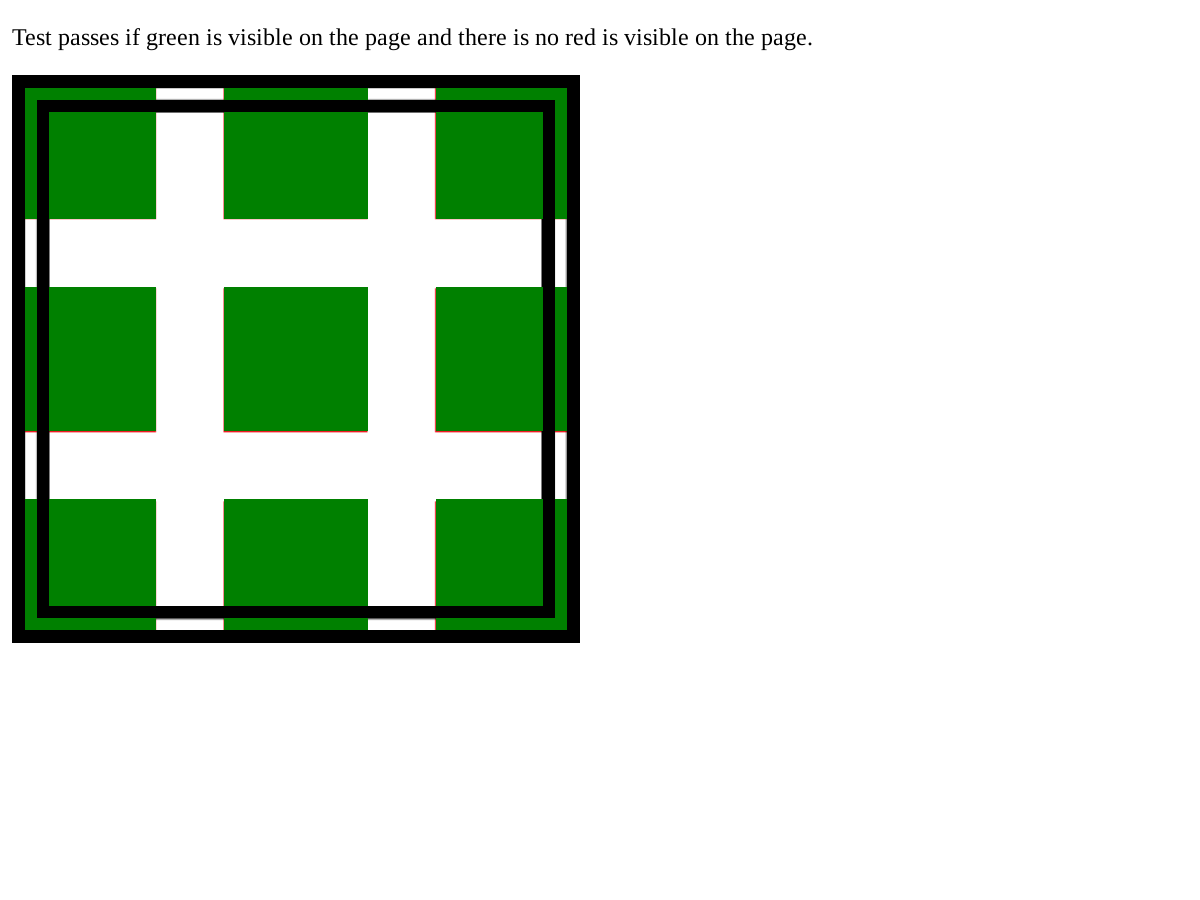 Test passes if green is visible on the page and there is no red is visible on the page.